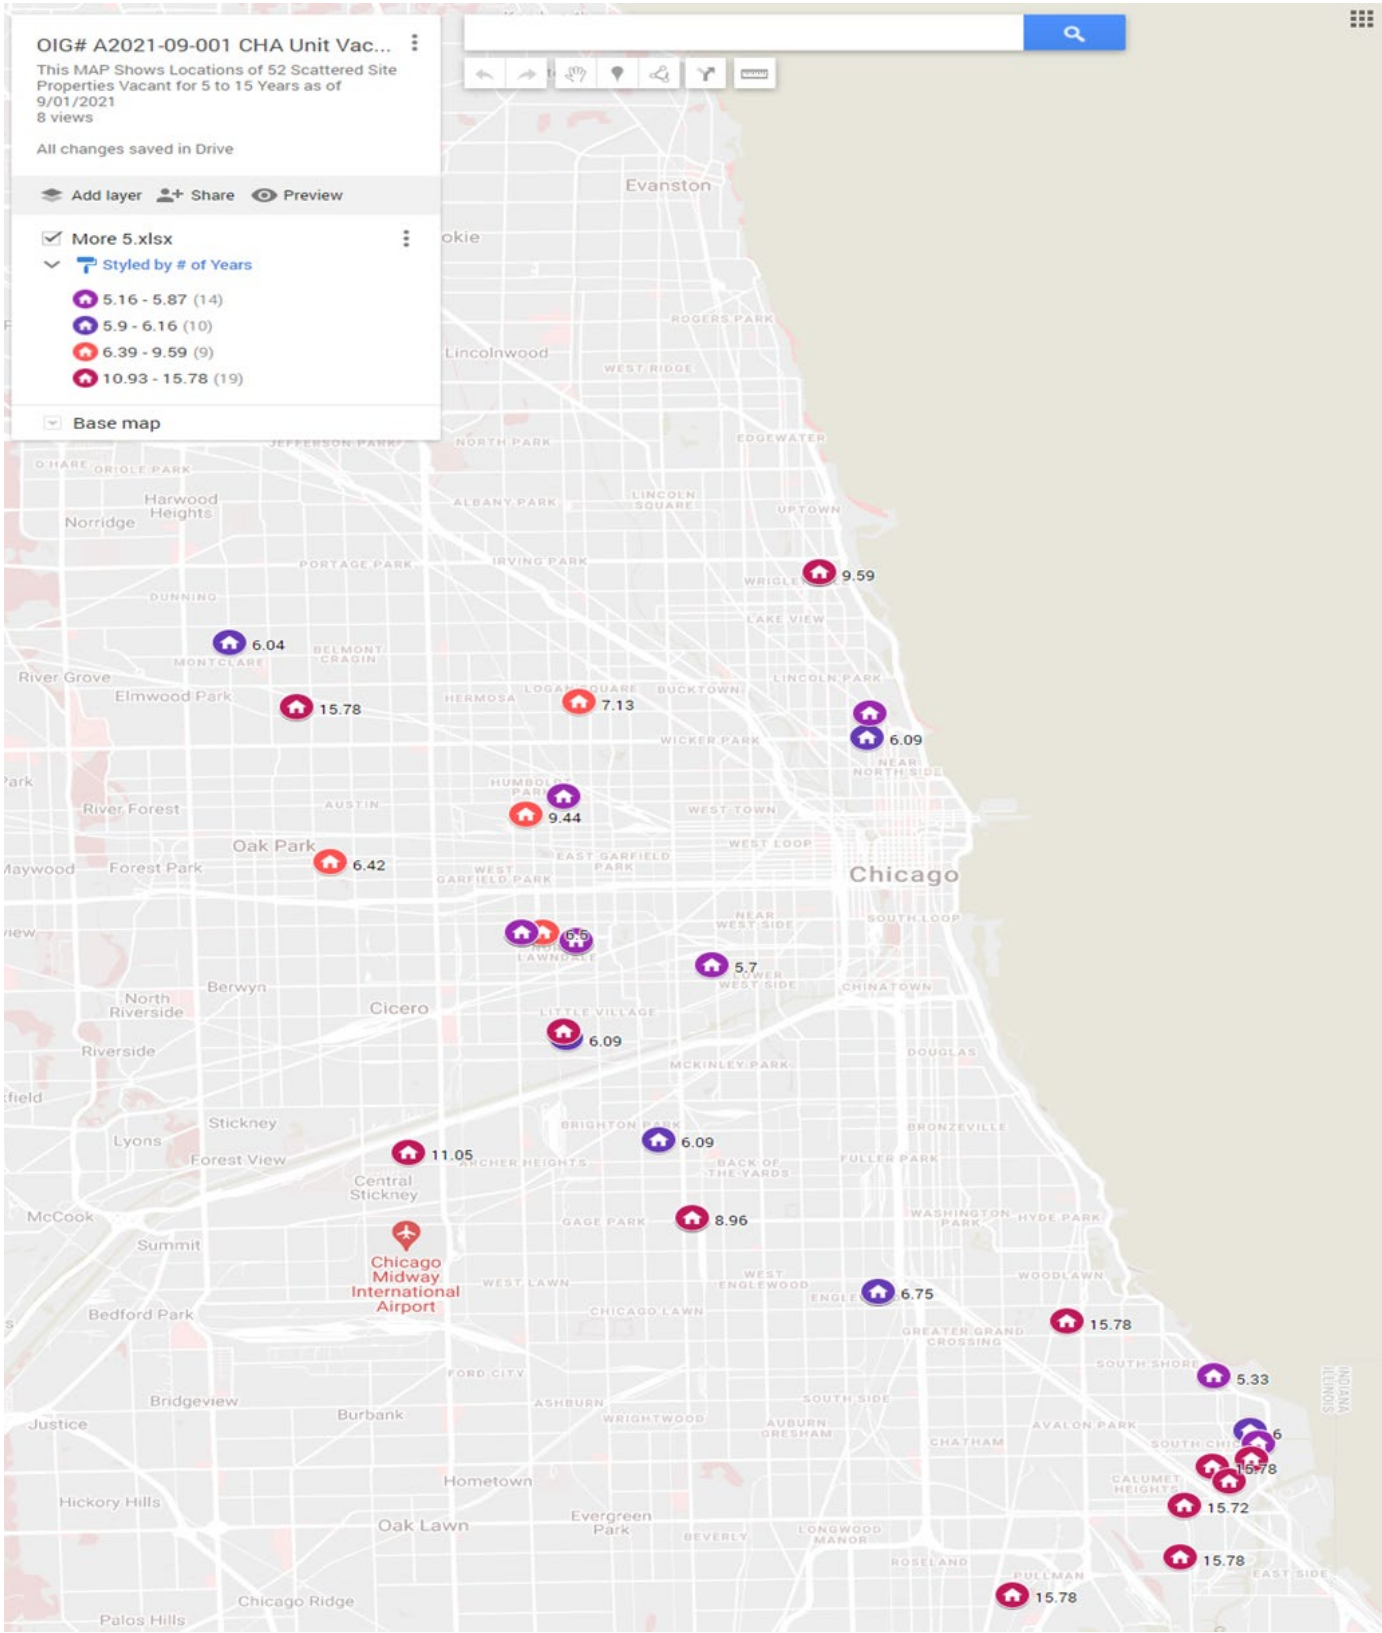 OIG# A2021-09-001 CHA Unit Vac...
This MAP Shows Locations of 52 Scattered Site
Properties Vacant for 5 to 15 Years as of
9/01/2021
8 views
All changes saved in Drive
Add layer Share Preview
More 5.xlsx
Styled by # of Years
5.16 - 5.87 (14)
5.9 - 6.16 (10)
6.39 - 9.59 (9)
10.93 - 15.78 (19)
Base map
Evanston
okie
ROGERS PARK
Lincolnwood
WEST RIDGE
EDGEWATER
JEFFERSON PARK
NORTH PARK
O'HARE
ORIOLE PARK
Harwood
Heights
Norridge
ALBANY PARK
LINCOLN
SQUARE
UPTOWN
PORTAGE PARK
IRVING PARK
9.59
DUNNING
LAKE VIEW
6.04
MONTCLARE
BELMONT
CRAGIN
River Grove
Elmwood Park
15.78
HERMOSA
LOGAN SQUARE
7.13
BUCKTOWN
LINCOLN PARK
WICKER PARK
6.09
NEAR
NORTH SIDE
Park
HUMBOLDT
PARK
River Forest
AUSTIN
9.44
WEST TOWN
Oak Park
6.42
EAST GARFIELD
PARK
WEST LOOP
Maywood
Forest Park
WEST
GARFIELD PARK
Chicago
view
6.5
LAWNDALE
NEAR
WEST SIDE
SOUTH LOOP
5.7
LOWER
WEST SIDE
Berwyn
CHINATOWN
North
Riverside
Cicero
LITTLE VILLAGE
6.09
Riverside
DOUGLAS
MCKINLEY PARK
kfield
Stickney
Lyons
BRIGHTON PARK
6.09
BRONZEVILLE
Forest View
11.05
ARCHER HEIGHTS
BACK OF
THE YARDS
FULLER PARK
Central
Stickney
McCook
GAGE PARK
8.96
WASHINGTON
PARK
HYDE PARK
Summit
Chicago
Midway
International
Airport
WEST LAWN
WEST
ENGLEWOOD
WOODLAWN
6.75
Bedford Park
CHICAGO LAWN
15.78
GREATER GRAND
CROSSING
FORD CITY
SOUTH SHORE
5.33
INDIANA
ILLINOIS
Bridgeview
ASHBURN
SOUTH SIDE
Justice
Burbank
WRIGHTWOOD
AUBURN
GRESHAM
AVALON PARK
6
CHATHAM
15.78
Hometown
CALUMET
HEIGHTS
Hickory Hills
15.72
Oak Lawn
Evergreen
Park
BEVERLY
LONGWOOD
MANOR
ROSELAND
15.78
EAST SIDE
PULLMAN
15.78
Chicago Ridge
Palos Hills